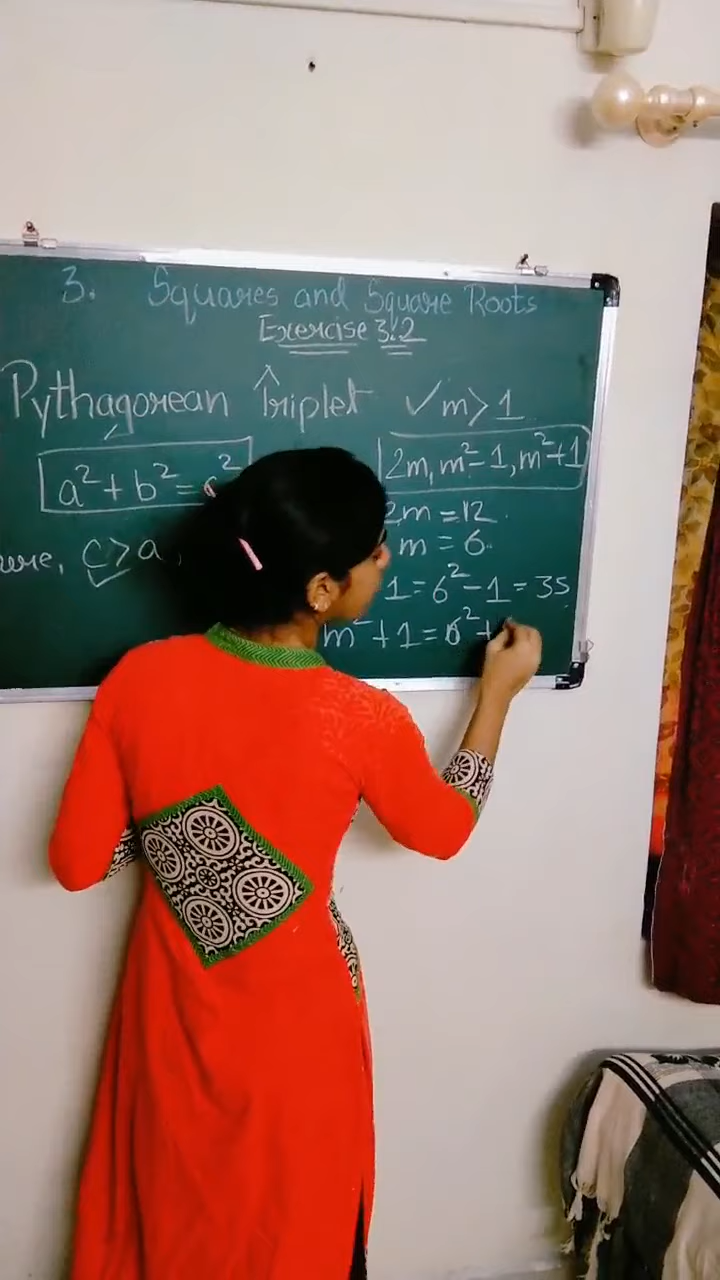 3. Squares and Square Roots
Exercise 3.2
Pythagorean Triplet ✓ m > 1
a² + b² = c² 2m, m² - 1, m² + 1
2m = 12
c > a, m = 6
1 = 6² - 1 = 35
m² + 1 = 6² +